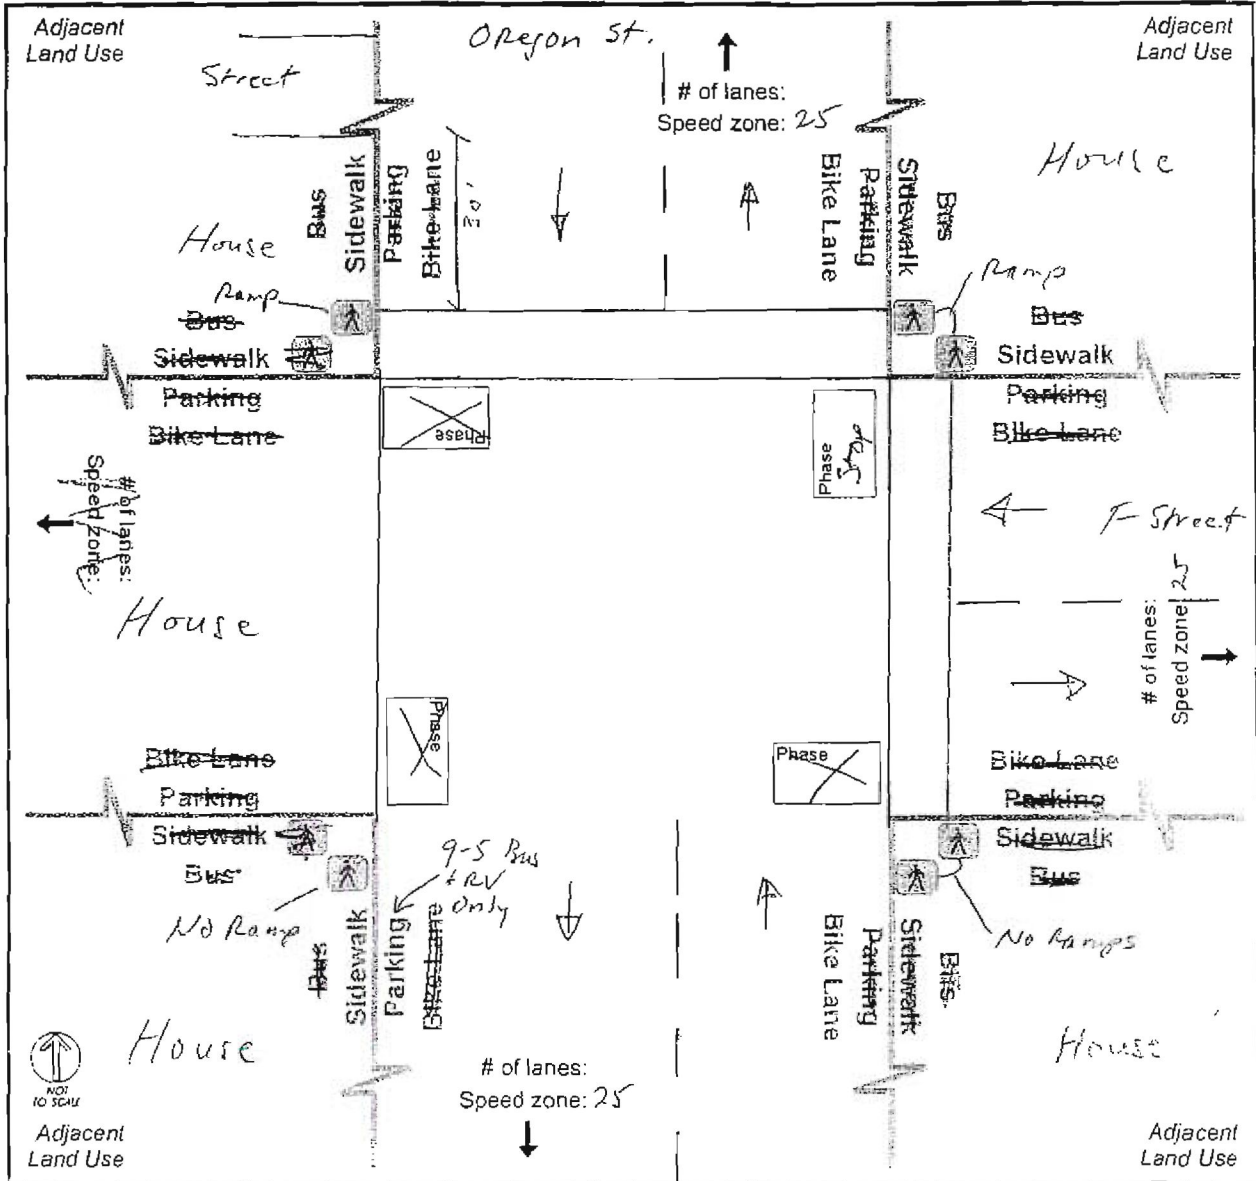 Adjacent
Land Use
Oregon St.
Adjacent
Land Use
Street
# of lanes:
Speed zone: 25
Bus
Sidewalk
Parking
Bike Lane
30'
Bike Lane
Parking
Sidewalk
Bus
House
House
Ramp
Ramp
Bus
Sidewalk
Parking
Bike Lane
Bus
Sidewalk
Parking
Bike Lane
Phase
Phase
Stop
# of lanes:
Speed zone:
F Street
House
# of lanes:
Speed zone: 25
Phase
Phase
Bike Lane
Parking
Sidewalk
Bus
Bike Lane
Parking
Sidewalk
Bus
9-5 Bus
+ RV
Only
No Ramp
No Ramps
Bus
Sidewalk
Parking
Bike Lane
Bike Lane
Parking
Sidewalk
Bus
House
House
NOT
TO SCALE
# of lanes:
Speed zone: 25
Adjacent
Land Use
Adjacent
Land Use